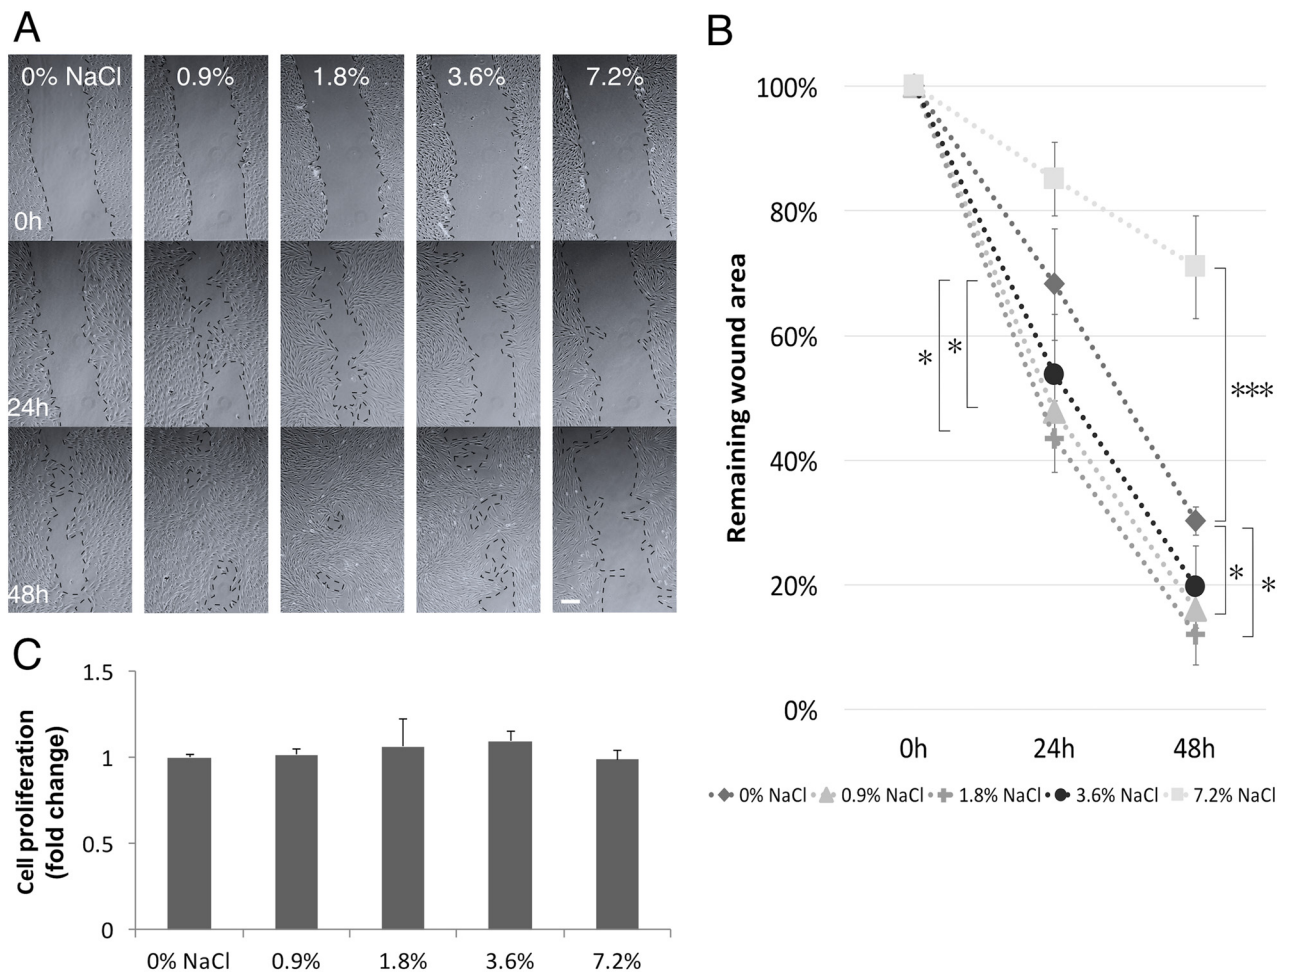 A
0% NaCl 0.9% 1.8% 3.6% 7.2%
0h
24h
48h
B
Remaining wound area
100%
80%
60%
40%
20%
0%
* *
***
* *
0h 24h 48h
0% NaCl 0.9% NaCl 1.8% NaCl 3.6% NaCl 7.2% NaCl
C
Cell proliferation
(fold change)
1.5
1
0.5
0
0% NaCl 0.9% 1.8% 3.6% 7.2%